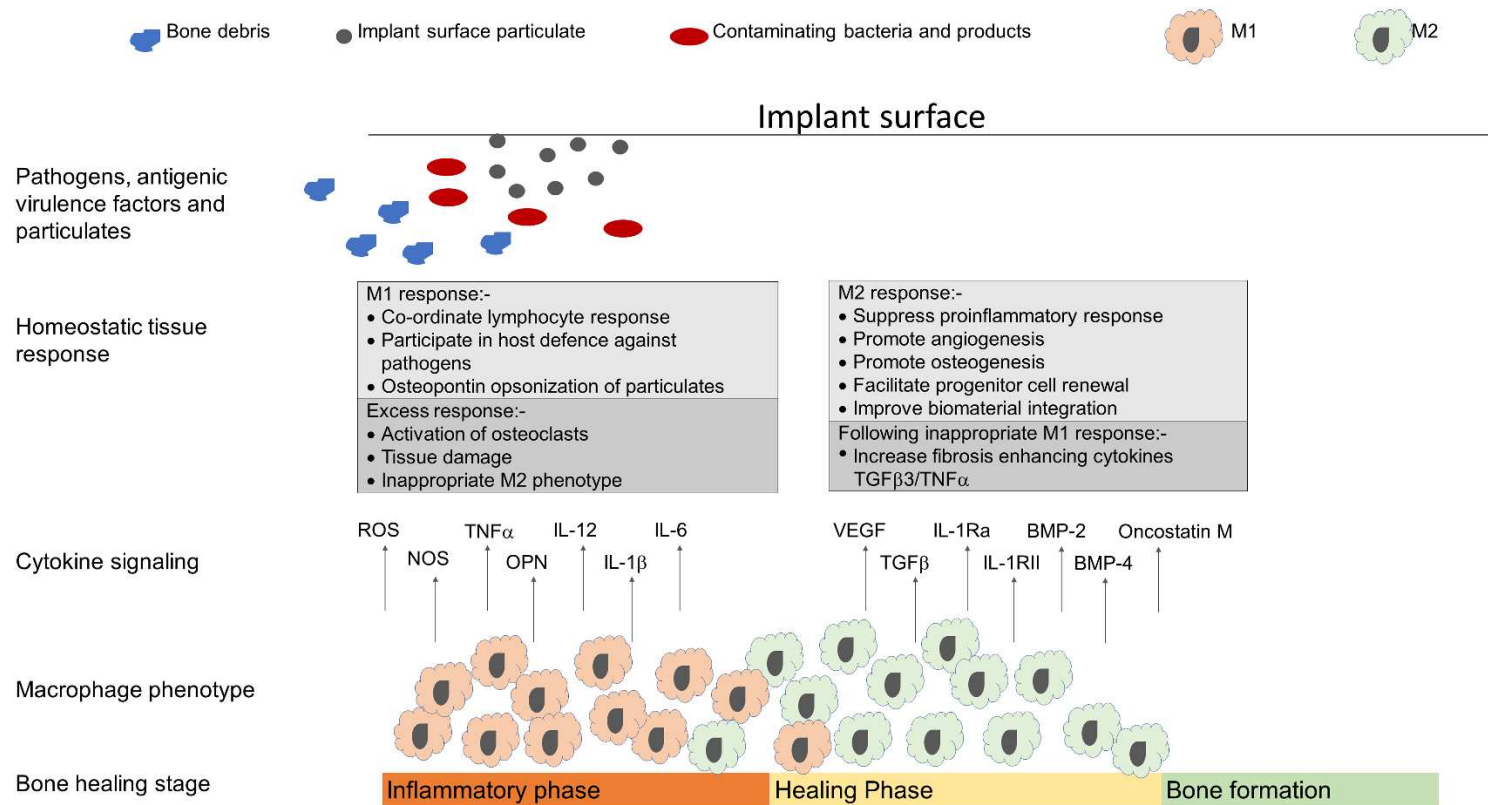 Bone debris
Implant surface particulate
Contaminating bacteria and products
M1
M2
Implant surface
Pathogens, antigenic
virulence factors and
particulates
Homeostatic tissue
response
M1 response:-
• Co-ordinate lymphocyte response
• Participate in host defence against
pathogens
• Osteopontin opsonization of particulates
Excess response:-
• Activation of osteoclasts
• Tissue damage
• Inappropriate M2 phenotype
M2 response:-
• Suppress proinflammatory response
• Promote angiogenesis
• Promote osteogenesis
• Facilitate progenitor cell renewal
• Improve biomaterial integration
Following inappropriate M1 response:-
• Increase fibrosis enhancing cytokines
TGFβ3/TNFα
Cytokine signaling
ROS
NOS
TNFα
OPN
IL-12
IL-1β
IL-6
VEGF
TGFβ
IL-1Ra
IL-1RII
BMP-2
BMP-4
Oncostatin M
Macrophage phenotype
Bone healing stage
Inflammatory phase
Healing Phase
Bone formation